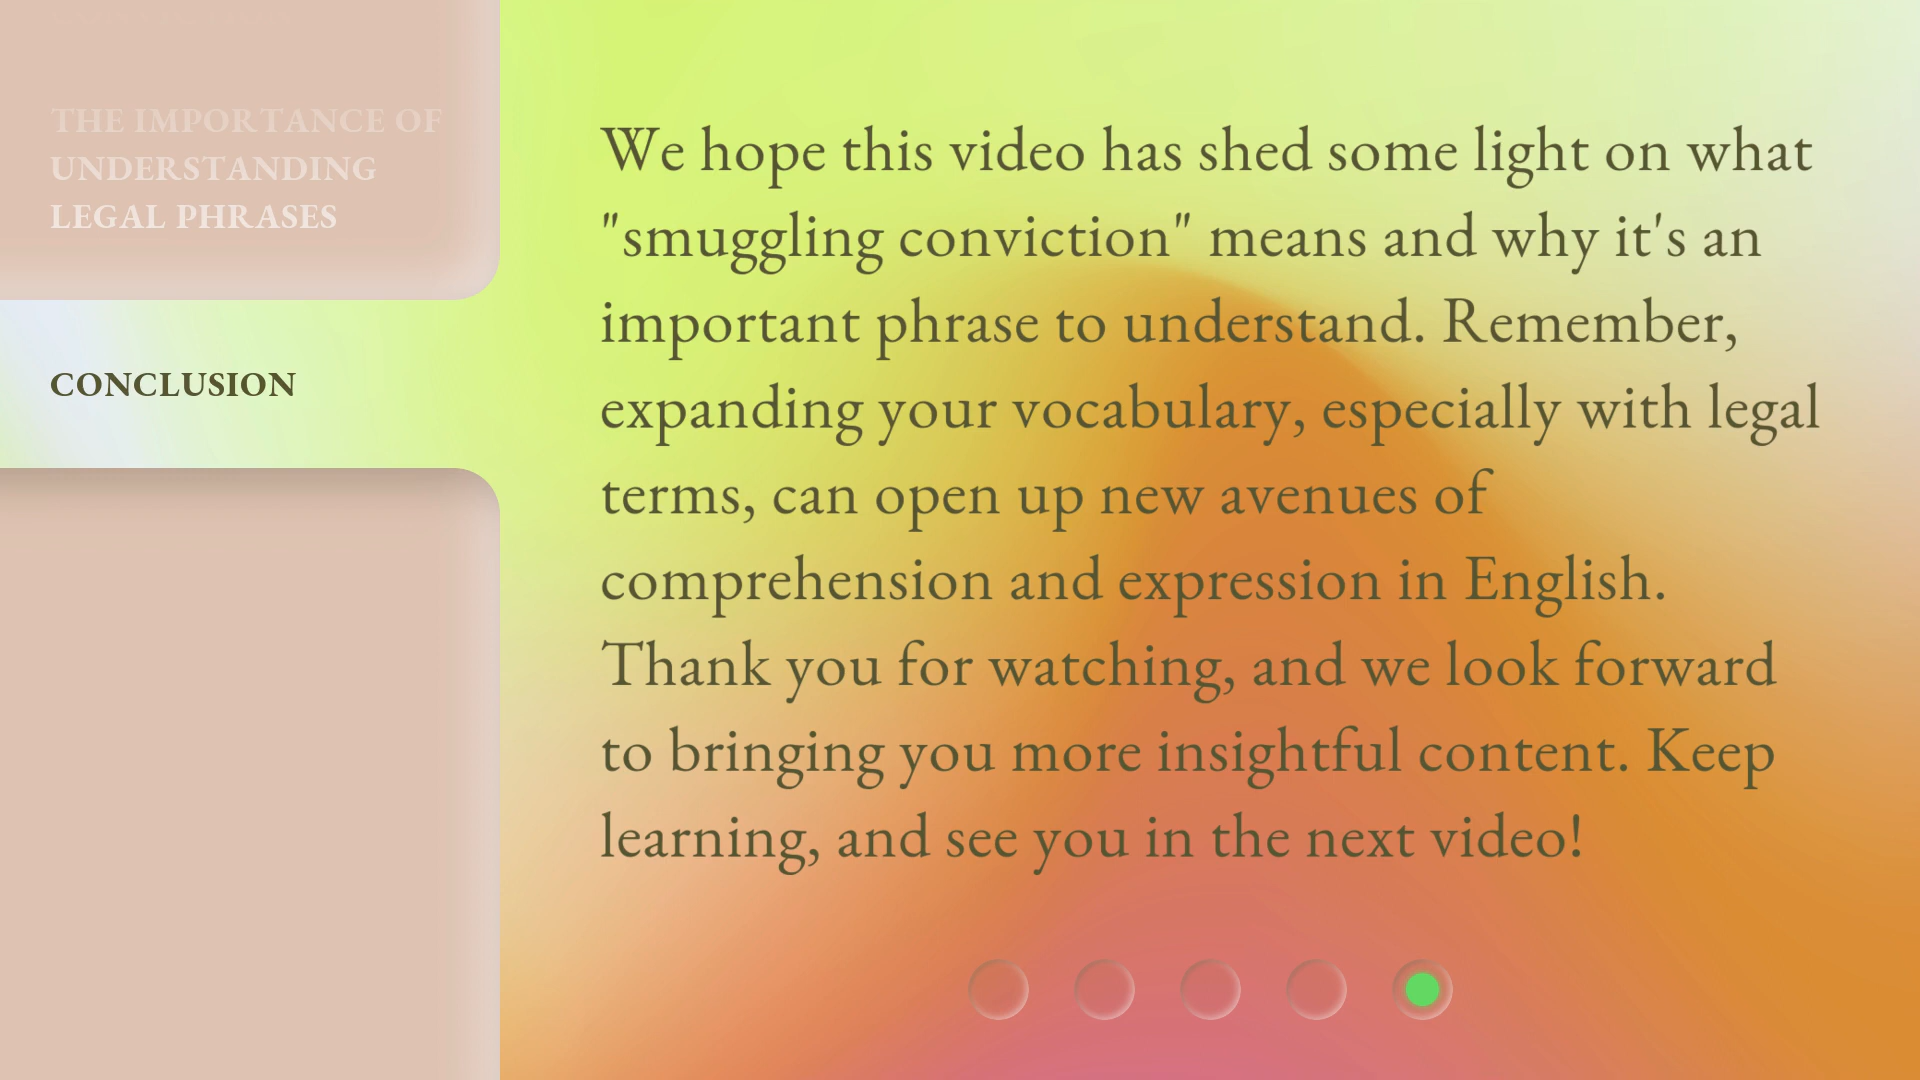 THE IMPORTANCE OF
UNDERSTANDING
LEGAL PHRASES
CONCLUSION
We hope this video has shed some light on what
"smuggling conviction" means and why it's an
important phrase to understand. Remember,
expanding your vocabulary, especially with legal
terms, can open up new avenues of
comprehension and expression in English.
Thank you for watching, and we look forward
to bringing you more insightful content. Keep
learning, and see you in the next video!